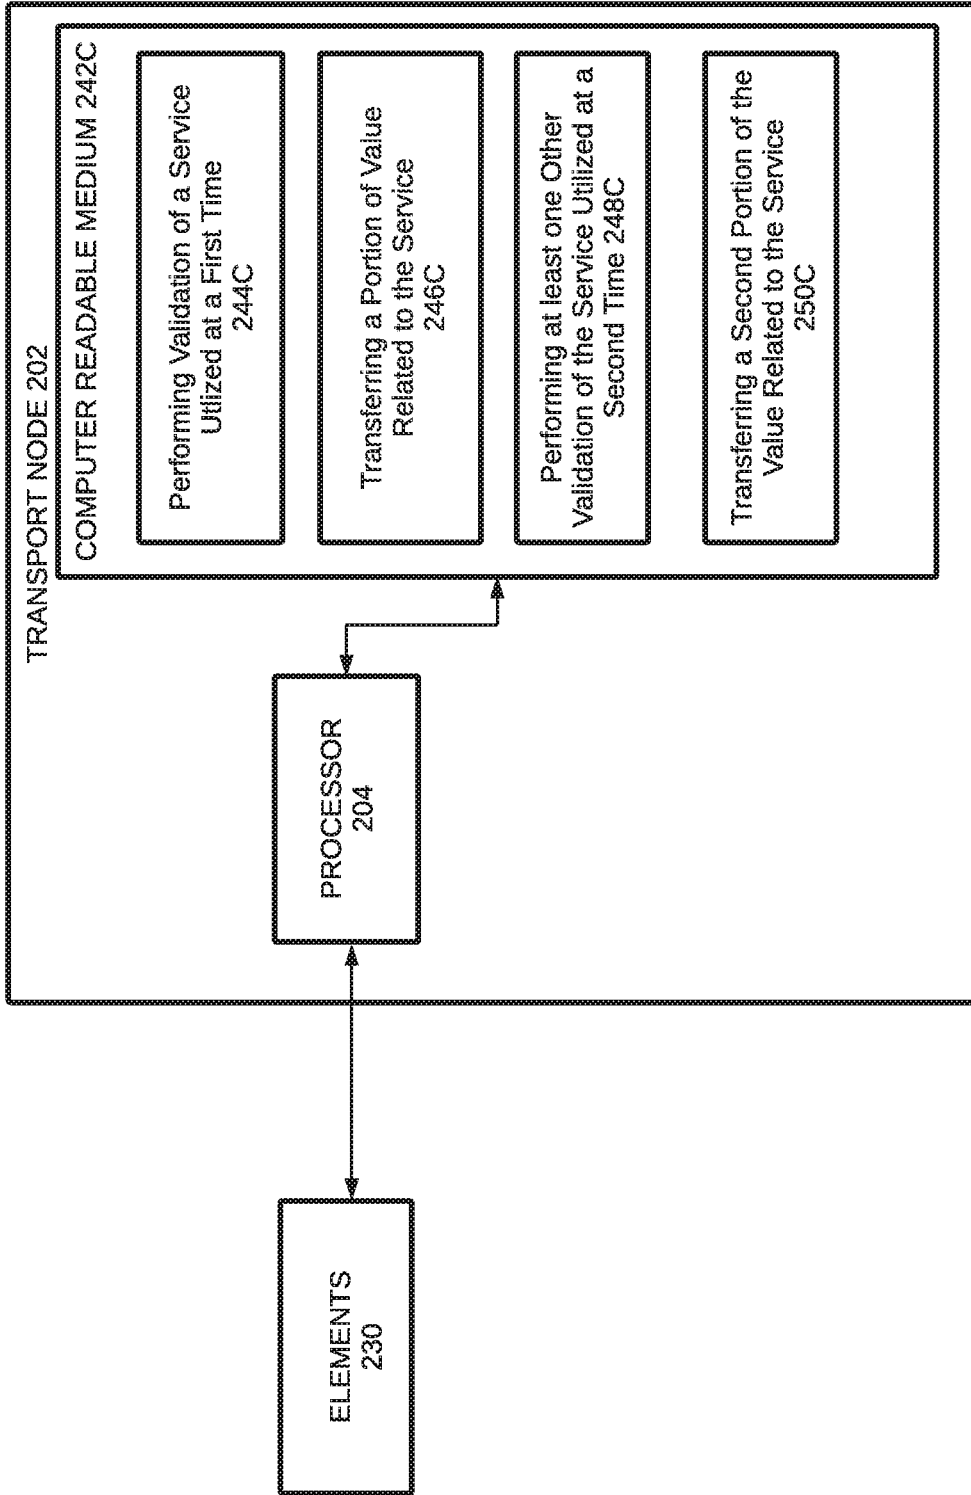 TRANSPORT NODE 202
COMPUTER READABLE MEDIUM 242C
Performing Validation of a Service
Utlized at a First Time
244C
Transferring a Portion of Value
Related to the Service
246C
Performing at least one Other
Validation of the Service Utilized at a
Second Time 248C
Transferring a Second Portion of the
Value Related to the Service
250C
PROCESSOR
204
ELEMENTS
230